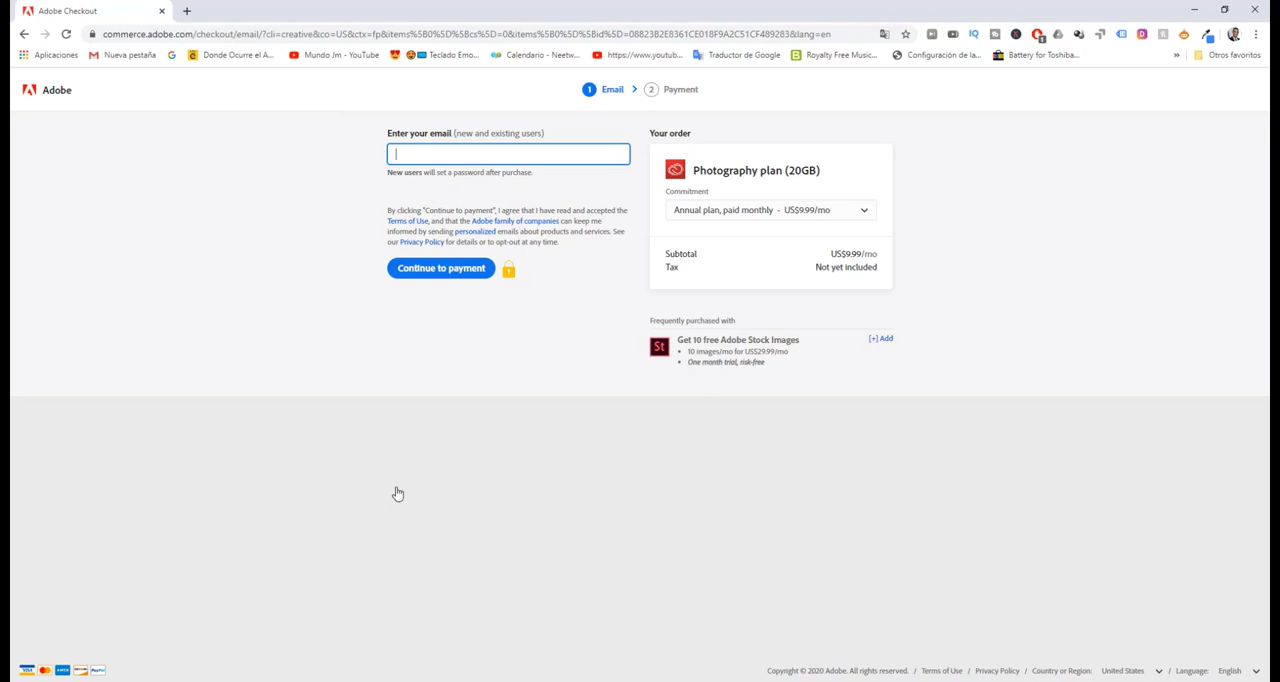 Adobe Checkout
commerce.adobe.com/checkout/email/?cli=creative&co=US&ctx=fp&items%5B0%5D%5Bcs%5D=0&items%5B0%5D%5Bid%5D=08823B2E8361CE018F9A2C51CF489283&lang=en
Aplicaciones Nueva pestaña Donde Ocurre el A... Mundo Jm - YouTube Teclado Emo... Calendario - Neetw... https://www.youtub... Traductor de Google Royalty Free Music... Configuración de la... Battery for Toshiba... » Otros favoritos
Adobe
1 Email > 2 Payment
Enter your email (new and existing users)
New users will set a password after purchase.
By clicking "Continue to payment", I agree that I have read and accepted the
Terms of Use, and that the Adobe family of companies can keep me
informed by sending personalized emails about products and services. See
our Privacy Policy for details or to opt-out at any time.
Continue to payment
Your order
Photography plan (20GB)
Commitment
Annual plan, paid monthly - US$9.99/mo
Subtotal US$9.99/mo
Tax Not yet included
Frequently purchased with
St Get 10 free Adobe Stock Images [+] Add
• 10 images/mo for US$29.99/mo
• One month trial, risk-free
VISA PayPal
Copyright © 2020 Adobe. All rights reserved. / Terms of Use / Privacy Policy / Country or Region: United States / Language: English